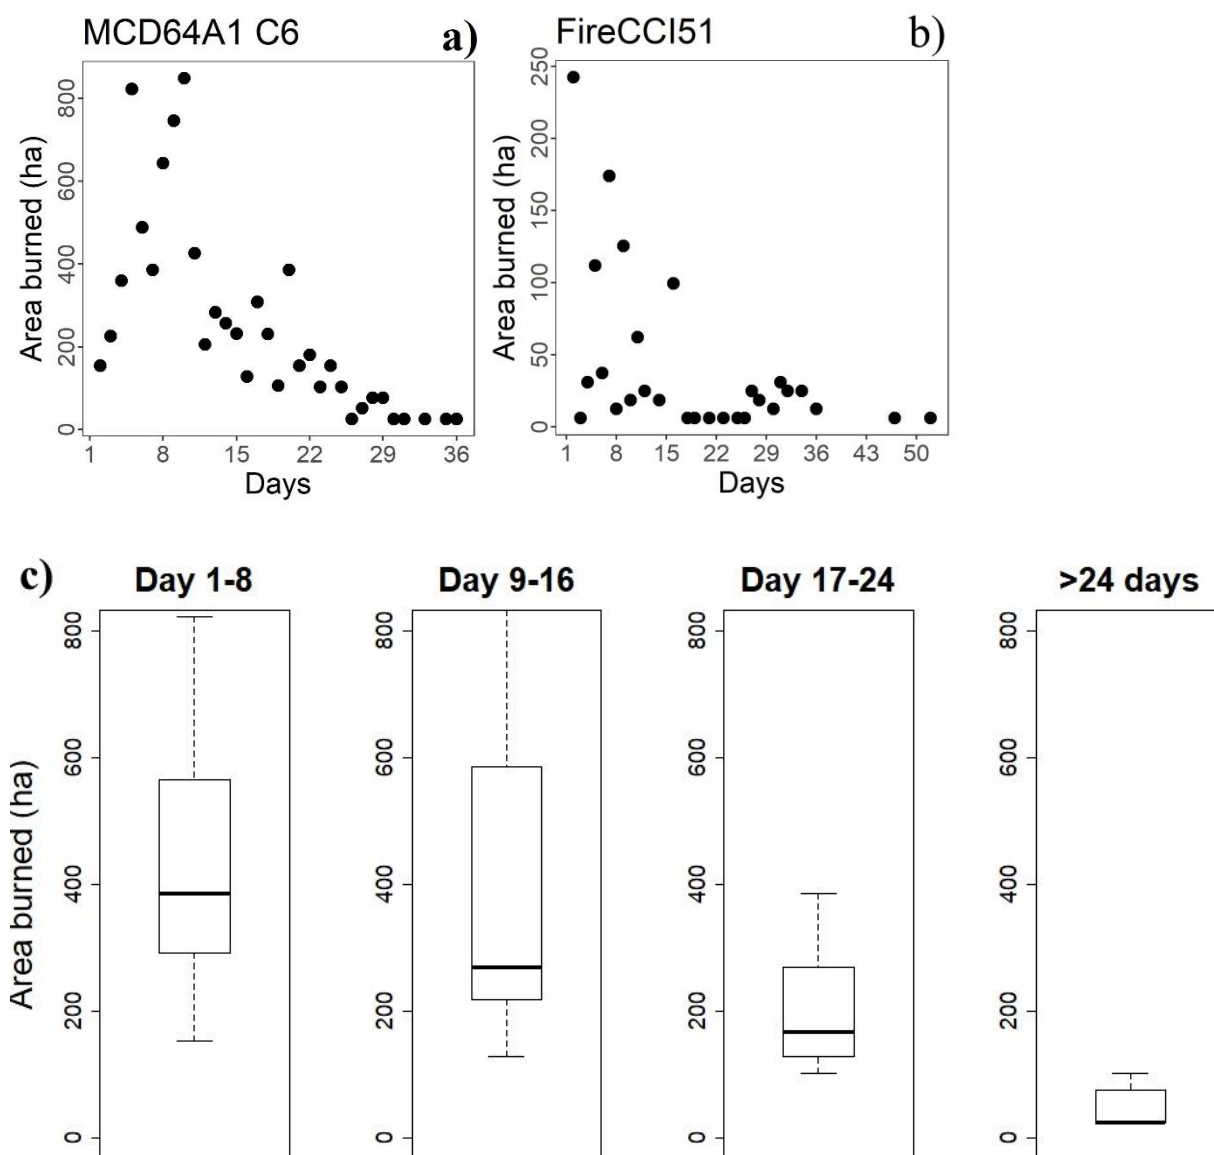 MCD64A1 C6 a)
Area burned (ha)
0 200 400 600 800
1 8 15 22 29 36
Days
FireCCI51 b)
Area burned (ha)
0 50 100 150 200 250
1 8 15 22 29 36 43 50
Days
c)
Area burned (ha)
Day 1-8
0 200 400 600 800
Day 9-16
0 200 400 600 800
Day 17-24
0 200 400 600 800
>24 days
0 200 400 600 800